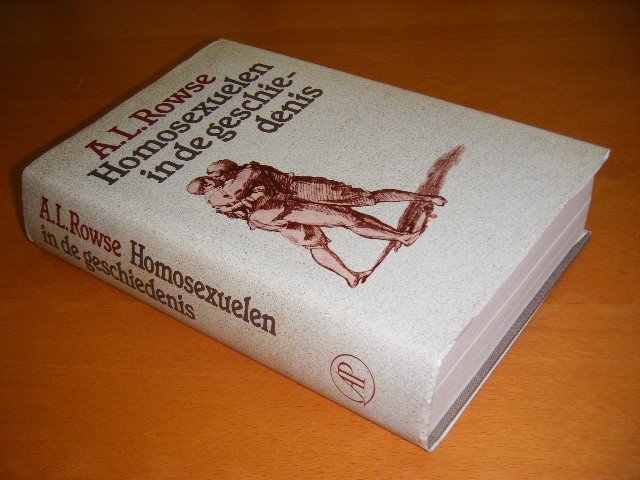 A.L.Rowse
Homosexuelen
in de geschie-
denis
A.L.Rowse Homosexuelen
in de geschiedenis
AP